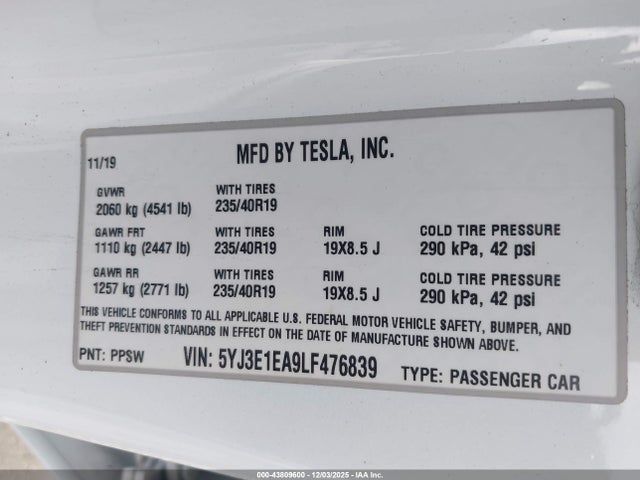 MFD BY TESLA, INC.
11/19
GVWR WITH TIRES
2060 kg (4541 lb) 235/40R19
GAWR FRT WITH TIRES RIM COLD TIRE PRESSURE
1110 kg (2447 lb) 235/40R19 19X8.5 J 290 kPa, 42 psi
GAWR RR WITH TIRES RIM COLD TIRE PRESSURE
1257 kg (2771 lb) 235/40R19 19X8.5 J 290 kPa, 42 psi
THIS VEHICLE CONFORMS TO ALL APPLICABLE U.S. FEDERAL MOTOR VEHICLE SAFETY, BUMPER, AND
THEFT PREVENTION STANDARDS IN EFFECT ON THE DATE OF MANUFACTURE SHOWN ABOVE.
PNT: PPSW VIN: 5YJ3E1EA9LF476839 TYPE: PASSENGER CAR
000-43809600 - 12/03/2025 - IAA Inc.